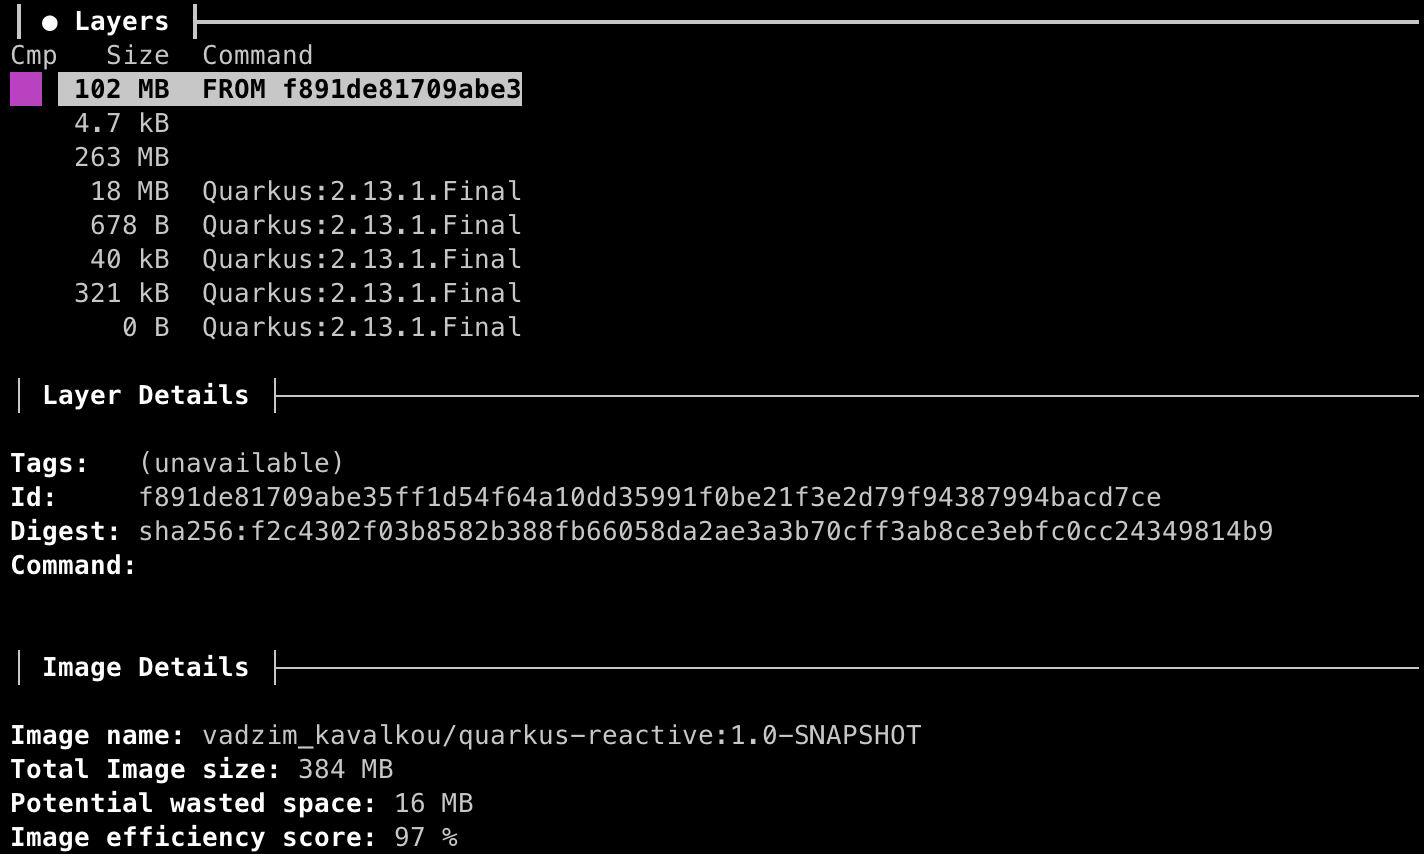 ● Layers
Cmp Size Command
102 MB FROM f891de81709abe3
4.7 kB
263 MB
18 MB Quarkus:2.13.1.Final
678 B Quarkus:2.13.1.Final
40 kB Quarkus:2.13.1.Final
321 kB Quarkus:2.13.1.Final
0 B Quarkus:2.13.1.Final
Layer Details
Tags: (unavailable)
Id: f891de81709abe35ff1d54f64a10dd35991f0be21f3e2d79f94387994bacd7ce
Digest: sha256:f2c4302f03b8582b388fb66058da2ae3a3b70cff3ab8ce3ebfc0cc24349814b9
Command:
Image Details
Image name: vadzim_kavalkou/quarkus-reactive:1.0-SNAPSHOT
Total Image size: 384 MB
Potential wasted space: 16 MB
Image efficiency score: 97 %